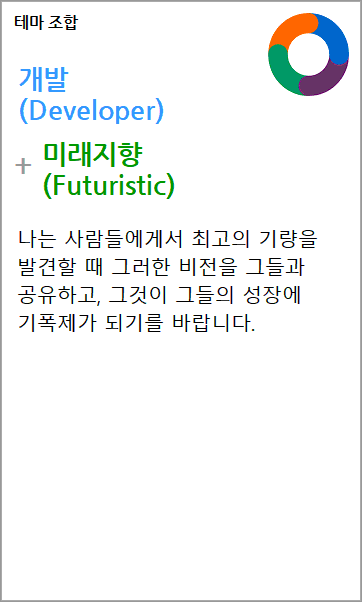 테마 조합
개발
(Developer)
+ 미래지향
(Futuristic)
나는 사람들에게서 최고의 기량을
발견할 때 그러한 비전을 그들과
공유하고, 그것이 그들의 성장에
기폭제가 되기를 바랍니다.